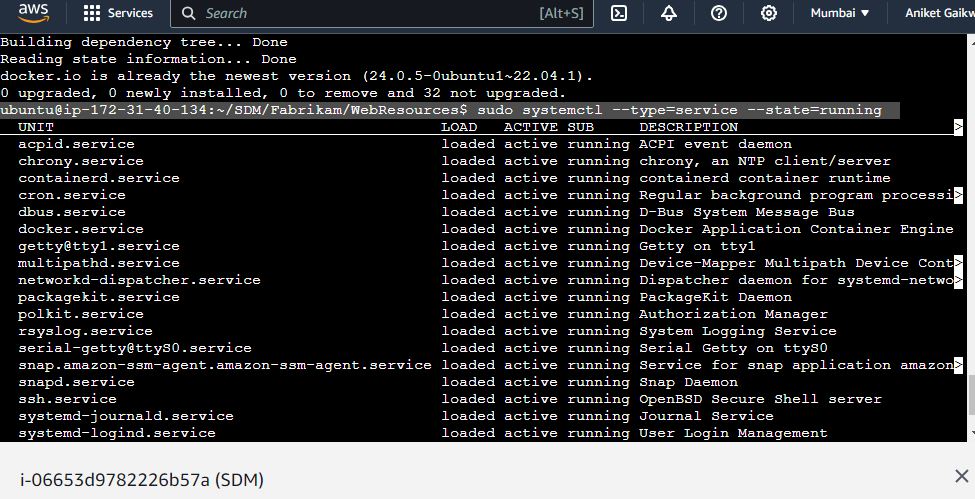 aws Services Search [Alt+S] Mumbai ▼ Aniket Gaikw
Building dependency tree... Done
Reading state information... Done
docker.io is already the newest version (24.0.5-0ubuntu1~22.04.1).
0 upgraded, 0 newly installed, 0 to remove and 32 not upgraded.
ubuntu@ip-172-31-40-134:~/SDM/Fabrikam/WebResources$ sudo systemctl --type=service --state=running
UNIT LOAD ACTIVE SUB DESCRIPTION >
acpid.service loaded active running ACPI event daemon
chrony.service loaded active running chrony, an NTP client/server
containerd.service loaded active running containerd container runtime
cron.service loaded active running Regular background program processi>
dbus.service loaded active running D-Bus System Message Bus
docker.service loaded active running Docker Application Container Engine
getty@tty1.service loaded active running Getty on tty1
multipathd.service loaded active running Device-Mapper Multipath Device Cont>
networkd-dispatcher.service loaded active running Dispatcher daemon for systemd-netwo>
packagekit.service loaded active running PackageKit Daemon
polkit.service loaded active running Authorization Manager
rsyslog.service loaded active running System Logging Service
serial-getty@ttyS0.service loaded active running Serial Getty on ttyS0
snap.amazon-ssm-agent.amazon-ssm-agent.service loaded active running Service for snap application amazon>
snapd.service loaded active running Snap Daemon
ssh.service loaded active running OpenBSD Secure Shell server
systemd-journald.service loaded active running Journal Service
systemd-logind.service loaded active running User Login Management
i-06653d9782226b57a (SDM)